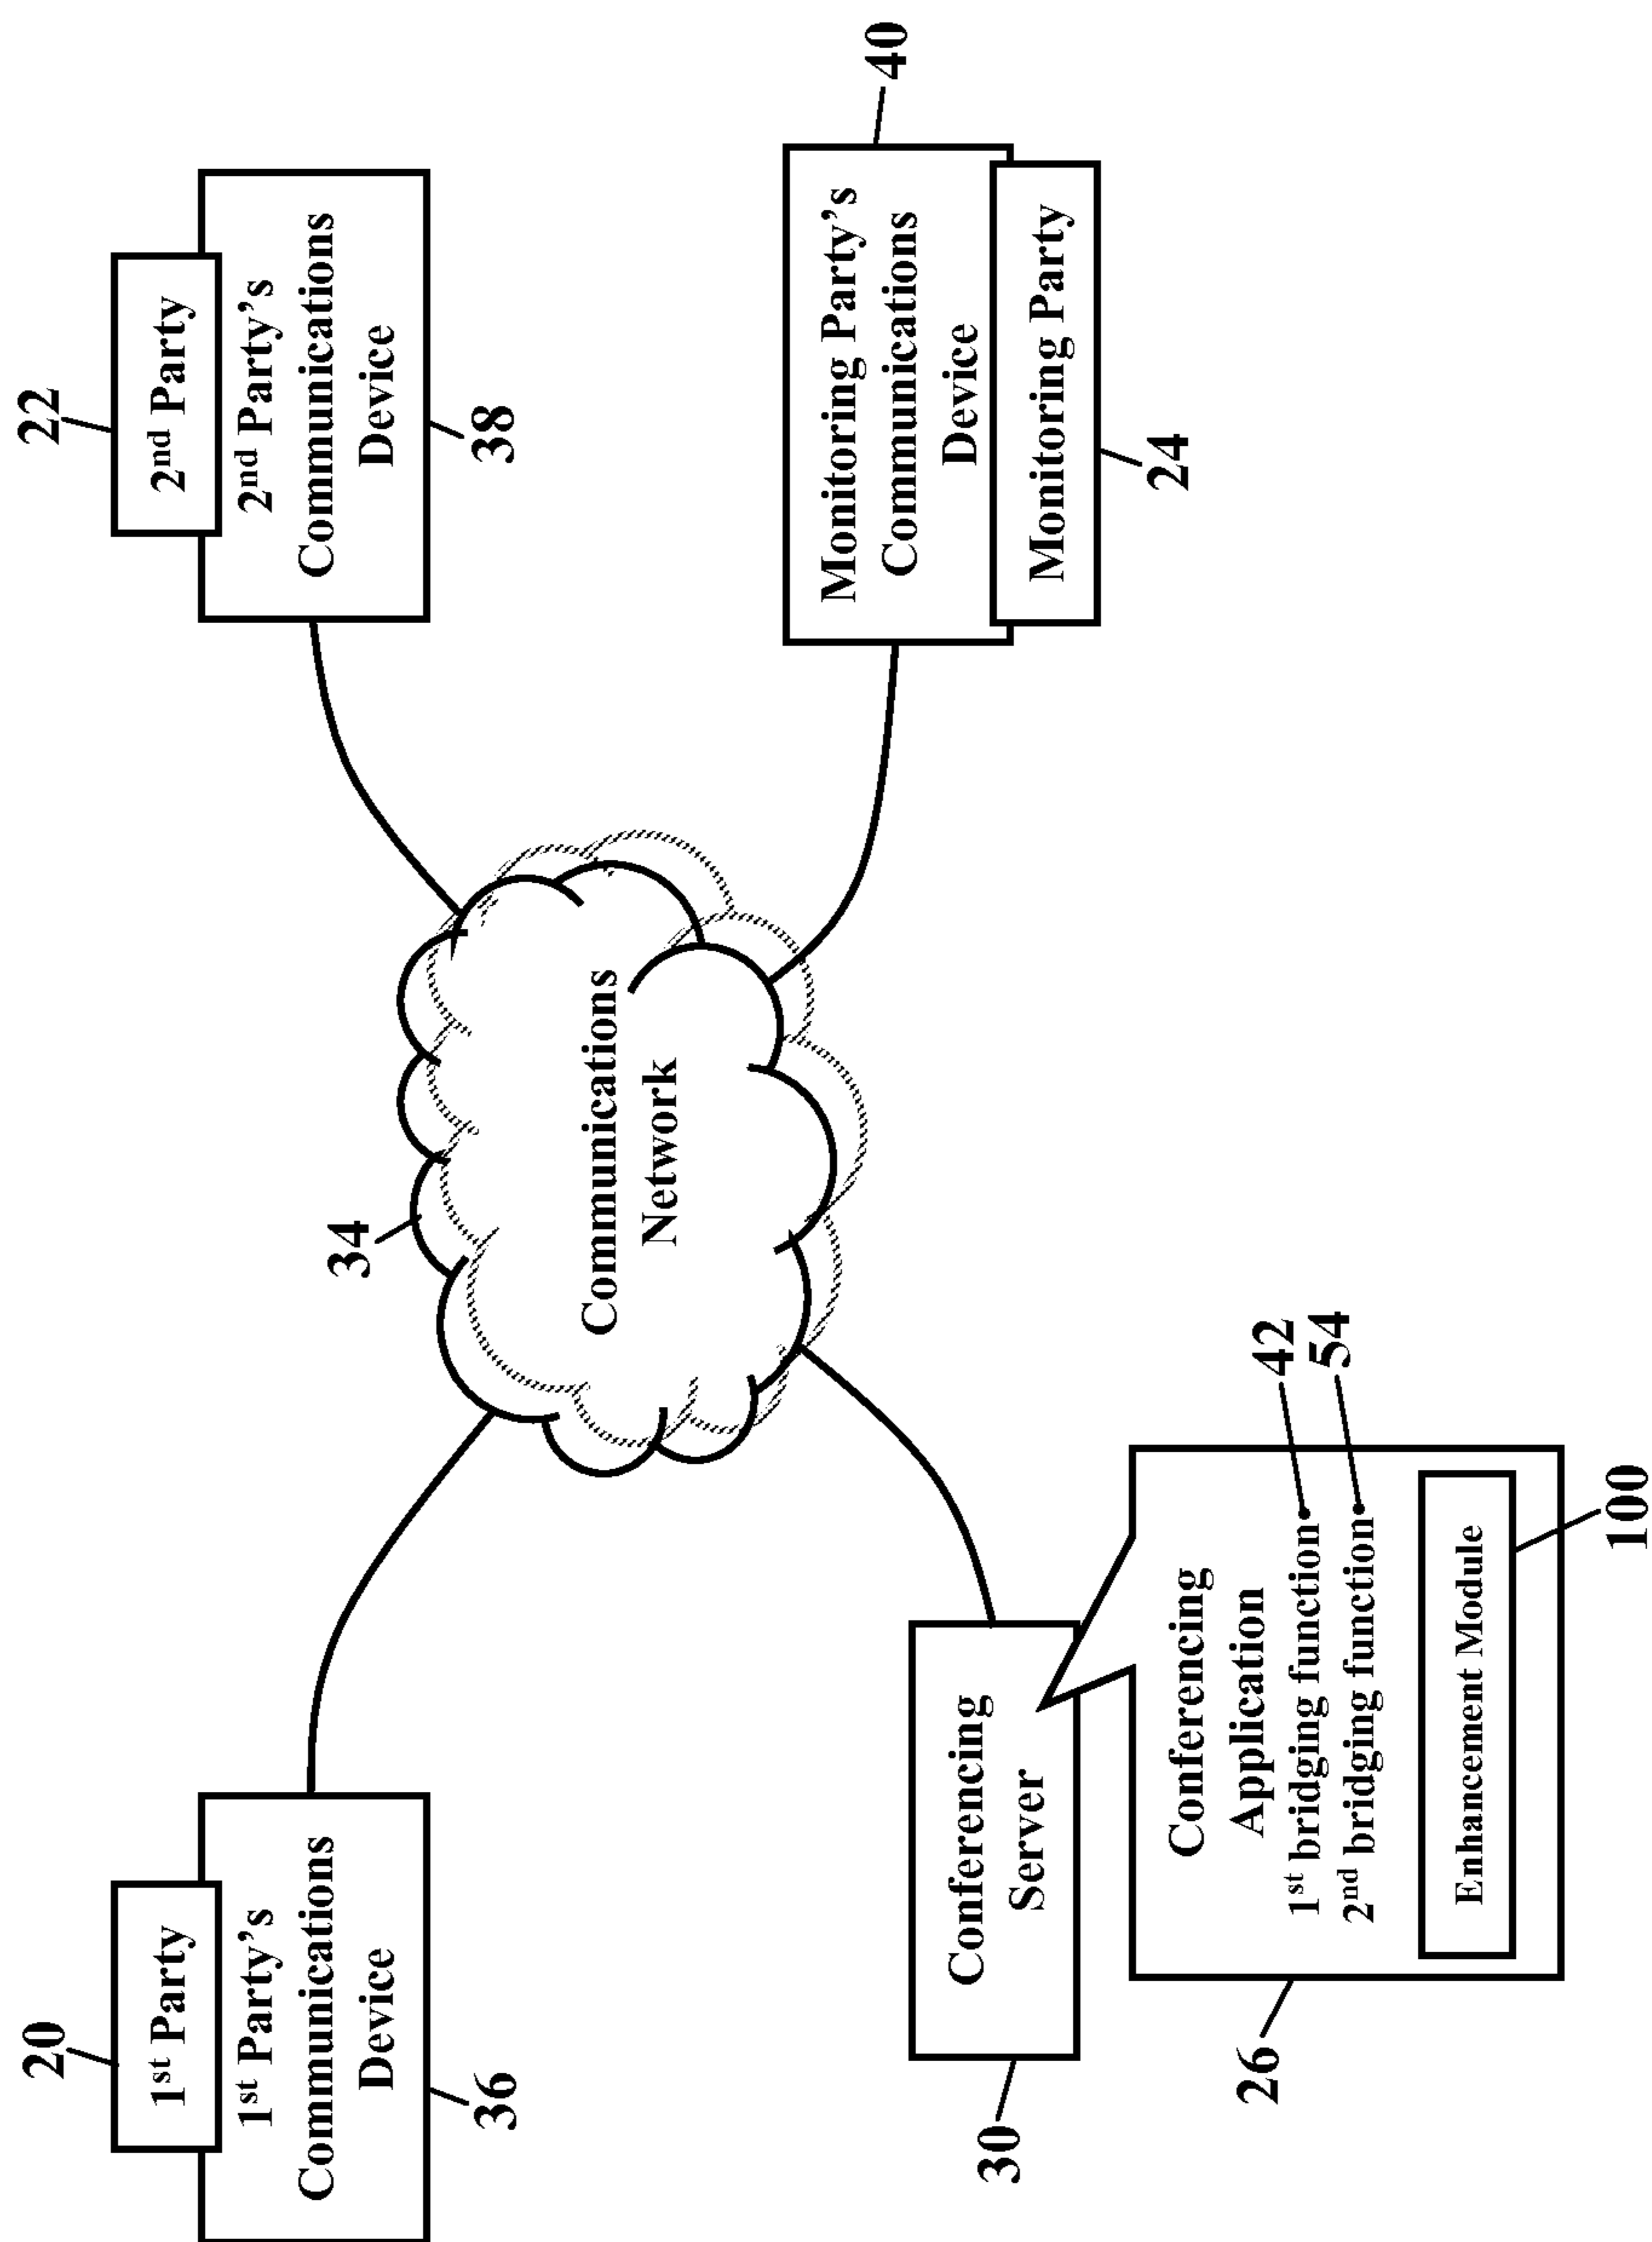 20
1st Party
1st Party's
Communications
Device
36
22
2nd Party
2nd Party's
Communications
Device
38
34
Communications
Network
30
Conferencing
Server
26
Conferencing
Application
1st bridging function
42
2nd bridging function
54
Enhancement Module
100
40
Monitoring Party's
Communications
Device
Monitoring Party
24